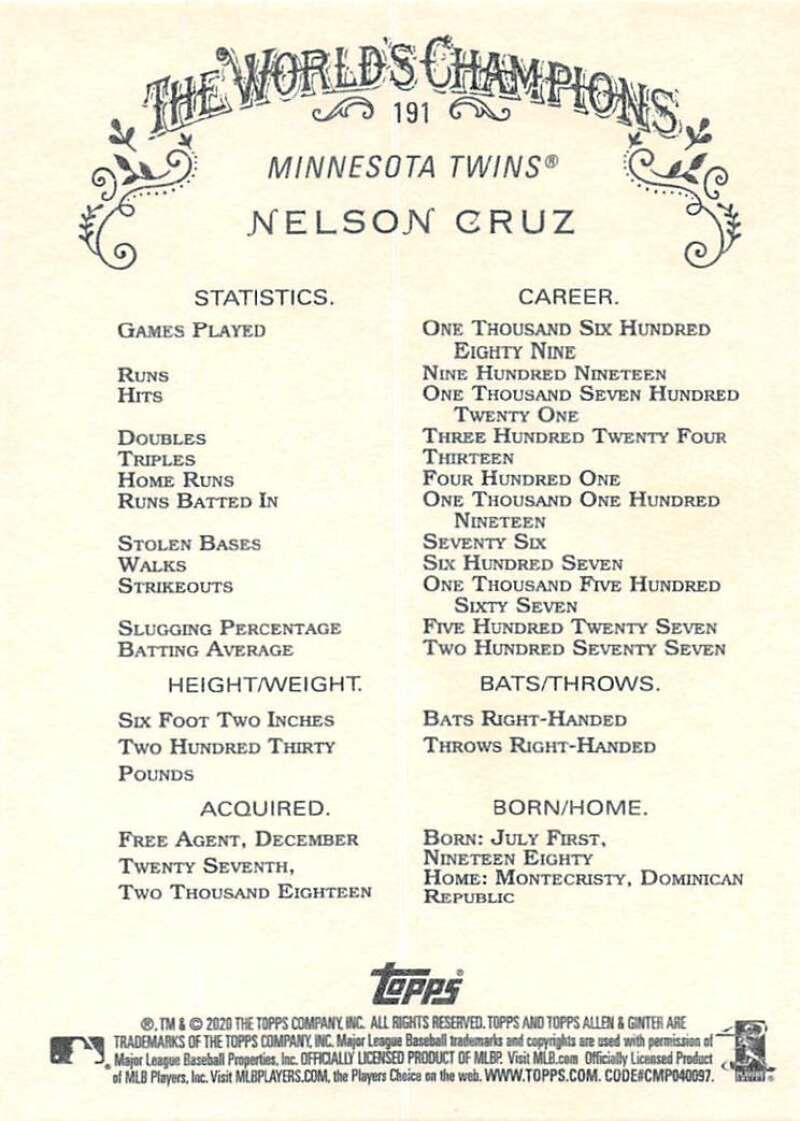 THE WORLD'S CHAMPIONS
191
MINNESOTA TWINS®
NELSON CRUZ
STATISTICS. CAREER.
GAMES PLAYED ONE THOUSAND SIX HUNDRED
EIGHTY NINE
RUNS NINE HUNDRED NINETEEN
HITS ONE THOUSAND SEVEN HUNDRED
TWENTY ONE
DOUBLES THREE HUNDRED TWENTY FOUR
TRIPLES THIRTEEN
HOME RUNS FOUR HUNDRED ONE
RUNS BATTED IN ONE THOUSAND ONE HUNDRED
NINETEEN
STOLEN BASES SEVENTY SIX
WALKS SIX HUNDRED SEVEN
STRIKEOUTS ONE THOUSAND FIVE HUNDRED
SIXTY SEVEN
SLUGGING PERCENTAGE FIVE HUNDRED TWENTY SEVEN
BATTING AVERAGE TWO HUNDRED SEVENTY SEVEN
HEIGHT/WEIGHT. BATS/THROWS.
SIX FOOT TWO INCHES BATS RIGHT-HANDED
TWO HUNDRED THIRTY THROWS RIGHT-HANDED
POUNDS
ACQUIRED. BORN/HOME.
FREE AGENT, DECEMBER BORN: JULY FIRST,
TWENTY SEVENTH, NINETEEN EIGHTY
TWO THOUSAND EIGHTEEN HOME: MONTECRISTY, DOMINICAN
REPUBLIC
TOPPS®
®, TM & © 2020 THE TOPPS COMPANY, INC. ALL RIGHTS RESERVED. TOPPS AND TOPPS ALLEN & GINTER ARE
TRADEMARKS OF THE TOPPS COMPANY, INC. Major League Baseball trademarks and copyrights are used with permission of
Major League Baseball Properties, Inc. OFFICIALLY LICENSED PRODUCT OF MLBP. Visit MLB.com Officially Licensed Product
of MLB Players, Inc. Visit MLBPLAYERS.COM, the Players Choice on the web. WWW.TOPPS.COM. CODE#CMP040097.